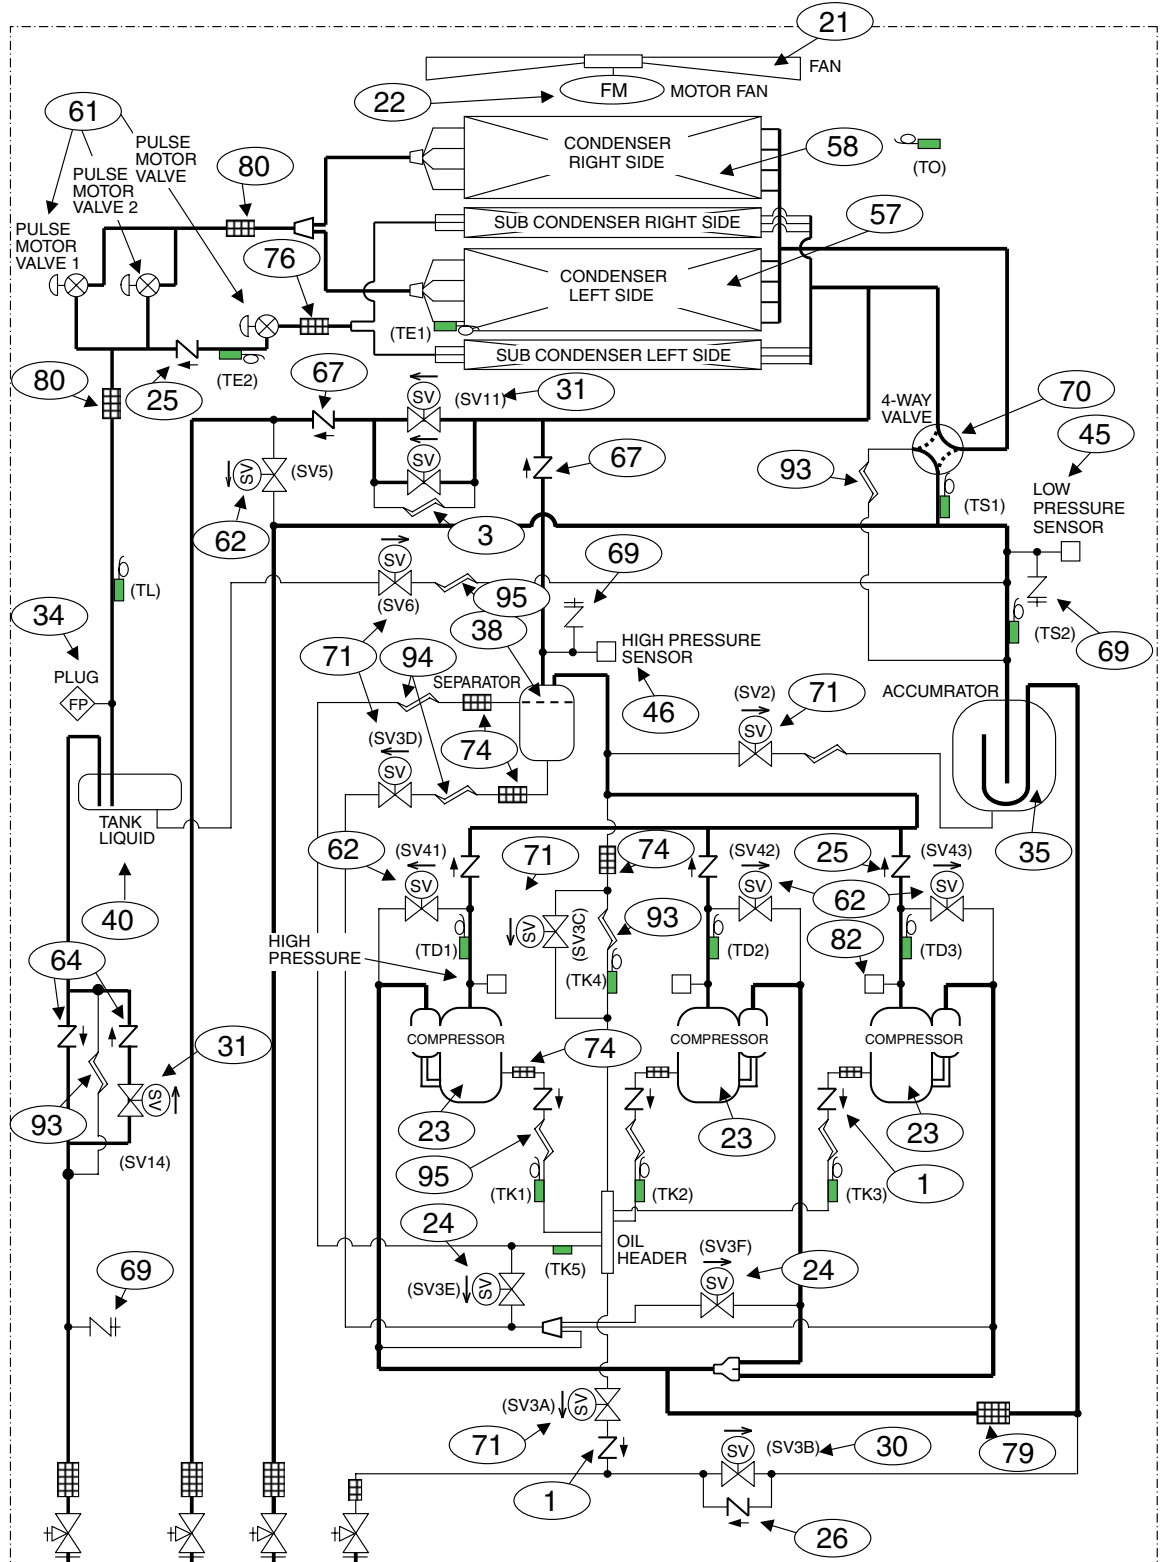 21
FAN
FM
MOTOR FAN
22
61
PULSE
MOTOR
VALVE
PULSE
MOTOR
VALVE 2
PULSE
MOTOR
VALVE 1
80
CONDENSER
RIGHT SIDE
58
(TO)
SUB CONDENSER RIGHT SIDE
57
76
CONDENSER
LEFT SIDE
(TE1)
SUB CONDENSER LEFT SIDE
(TE2)
80
25
67
SV
(SV11)
31
4-WAY
VALVE
70
45
SV
(SV5)
SV
67
93
LOW
PRESSURE
SENSOR
(TS1)
62
3
69
SV
(SV6)
95
(TL)
34
38
HIGH PRESSURE
SENSOR
(TS2)
69
71
94
PLUG
FP
SEPARATOR
46
(SV2)
SV
71
ACCUMRATOR
(SV3D)
SV
74
TANK
LIQUID
40
62
(SV41)
SV
71
74
(SV42)
SV
25
(SV43)
SV
35
62
SV
(SV3C)
93
HIGH
PRESSURE
(TD1)
(TD2)
82
(TD3)
64
(TK4)
COMPRESSOR
COMPRESSOR
COMPRESSOR
31
74
SV
93
(SV14)
23
23
23
95
(TK1)
(TK2)
(TK3)
1
24
OIL
HEADER
(TK5)
(SV3F)
SV
24
(SV3E)
SV
69
(SV3A)
SV
71
1
SV
(SV3B)
30
79
26